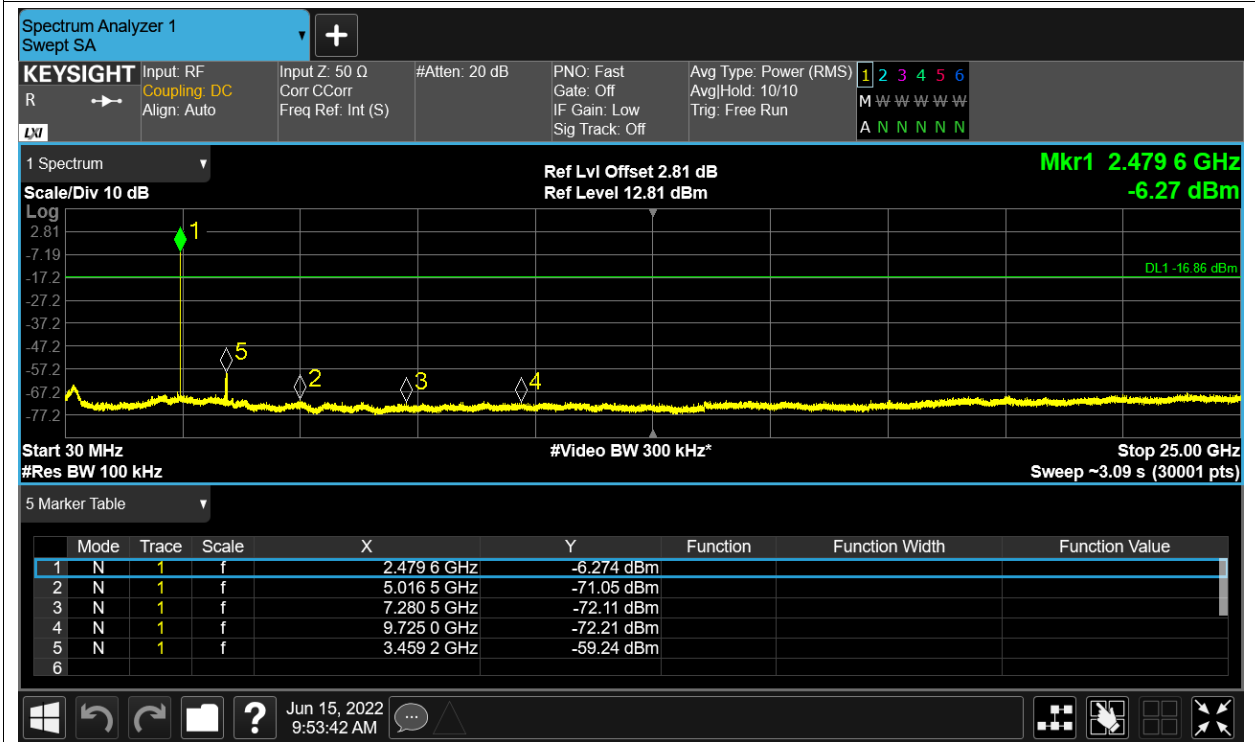 Spectrum Analyzer 1
Swept SA
+
KEYSIGHT Input: RF Input Z: 50 Ω #Atten: 20 dB PNO: Fast Avg Type: Power (RMS) 1 2 3 4 5 6
R Coupling: DC Corr CCorr Gate: Off Avg|Hold: 10/10 M W W W W W
Align: Auto Freq Ref: Int (S) IF Gain: Low Trig: Free Run
LXI Sig Track: Off A N N N N N
1 Spectrum
Ref Lvl Offset 2.81 dB Mkr1 2.479 6 GHz
Scale/Div 10 dB Ref Level 12.81 dBm -6.27 dBm
Log
2.81
1
-7.19
DL1 -16.86 dBm
-17.2
-27.2
-37.2
-47.2
5
-57.2
2 3 4
-67.2
-77.2
Start 30 MHz #Video BW 300 kHz* Stop 25.00 GHz
#Res BW 100 kHz Sweep ~3.09 s (30001 pts)
5 Marker Table
Mode Trace Scale X Y Function Function Width Function Value
1 N 1 f 2.479 6 GHz -6.274 dBm
2 N 1 f 5.016 5 GHz -71.05 dBm
3 N 1 f 7.280 5 GHz -72.11 dBm
4 N 1 f 9.725 0 GHz -72.21 dBm
5 N 1 f 3.459 2 GHz -59.24 dBm
6
? Jun 15, 2022
9:53:42 AM